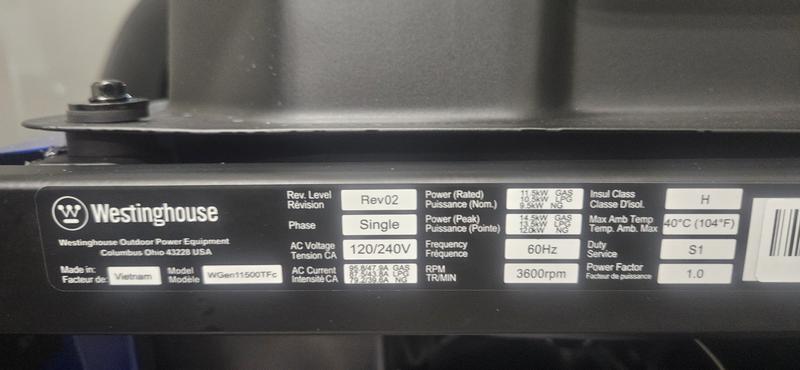 W Westinghouse
Westinghouse Outdoor Power Equipment
Columbus Ohio 43228 USA
Made in:
Facteur de:
Vietnam
Model
Modèle
WGen11500TFc
Rev. Level
Révision
Rev02
Phase
Single
AC Voltage
Tension CA
120/240V
AC Current
Intensité CA
95.8/47.9A GAS
87.5/43.8A LPG
79.2/39.6A NG
Power (Rated)
Puissance (Nom.)
11.5kW GAS
10.5kW LPG
9.5kW NG
Power (Peak)
Puissance (Pointe)
14.5kW GAS
13.5kW LPG
12.0kW NG
Frequency
Fréquence
60Hz
RPM
TR/MIN
3600rpm
Insul Class
Classe D'isol.
H
Max Amb Temp
Temp. Amb. Max
40°C (104°F)
Duty
Service
S1
Power Factor
Facteur de puissance
1.0